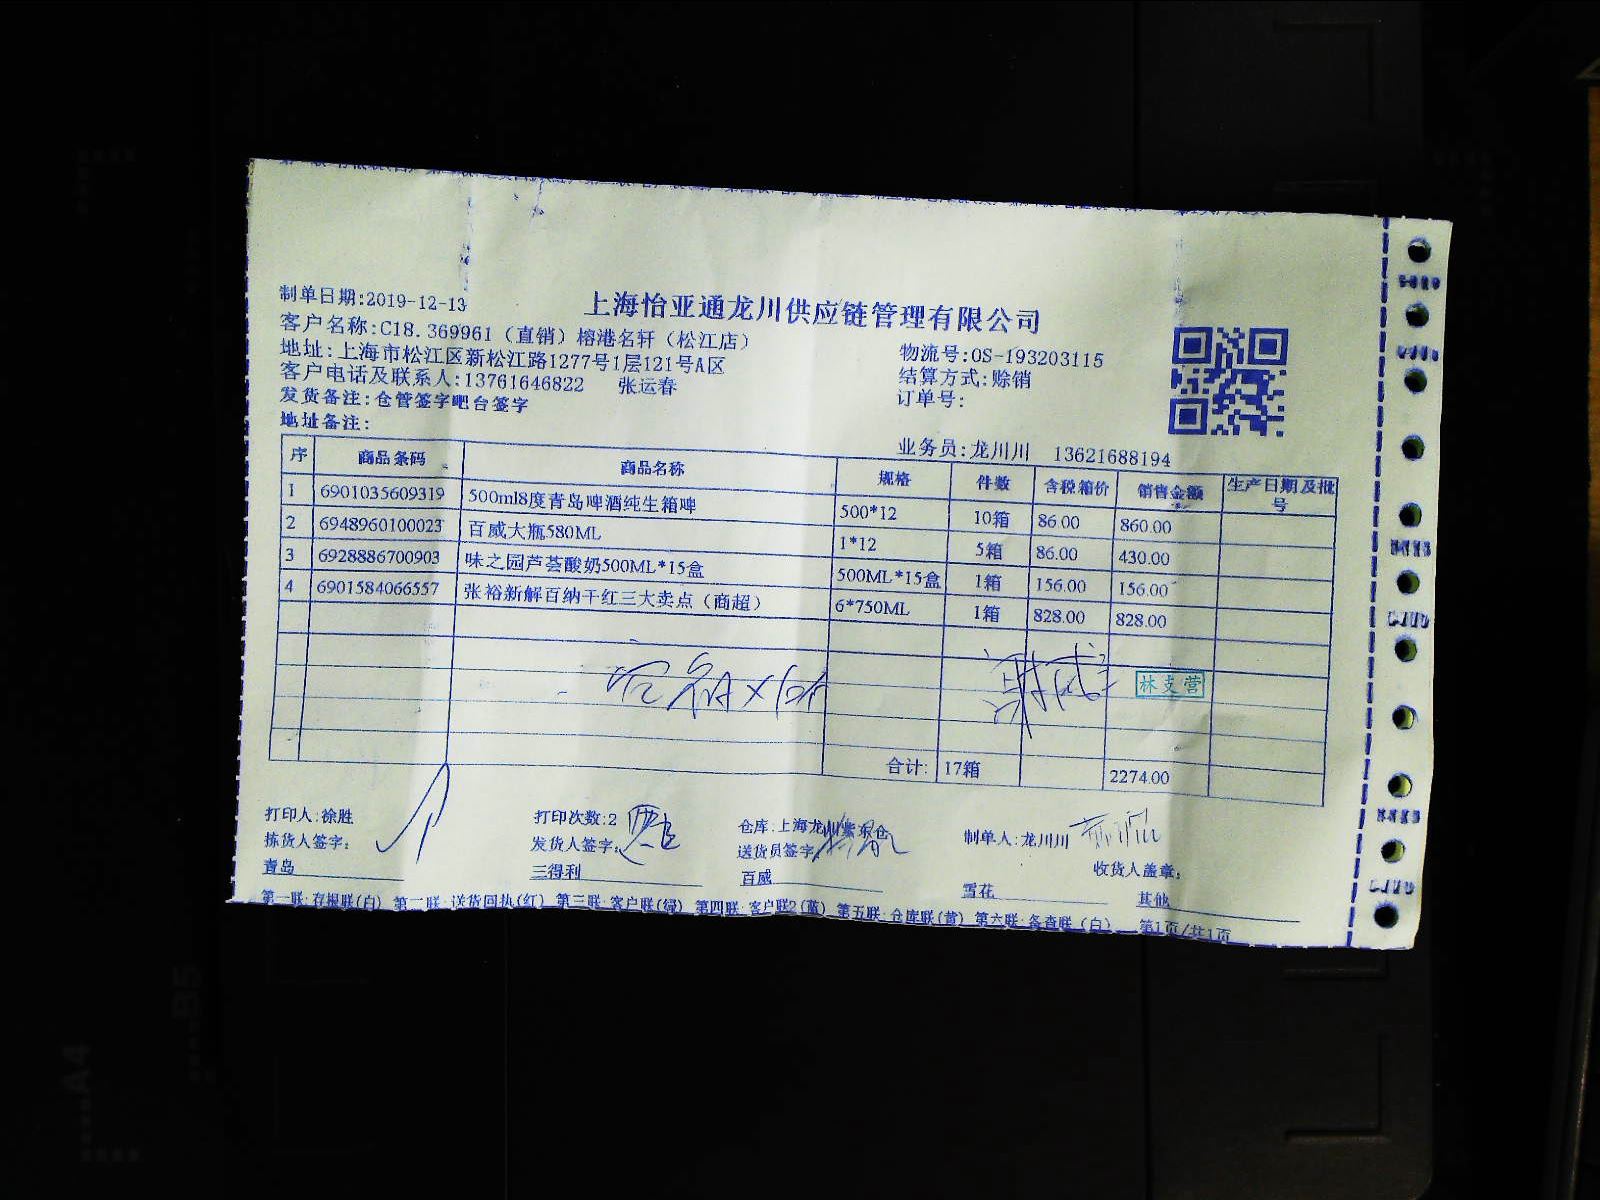 制单日期:2019-12-13
上海怡亚通龙川供应链管理有限公司
客户名称:C18.369961（直销）榕港名轩（松江店）
物流号:OS-193203115
地址:上海市松江区新松江路1277号1层121号A区
结算方式:赊销
客户电话及联系人:13761646822 张运春
订单号:
发货备注:仓管签字吧台签字
地址备注:
业务员:龙川川 13621688194
序 商品条码 商品名称 规格 件数 含税箱价 销售金额 生产日期及批号
1 6901035609319 500ml8度青岛啤酒纯生箱啤 500*12 10箱 86.00 860.00
2 6948960100023 百威大瓶580ML 1*12 5箱 86.00 430.00
3 6928886700903 味之园芦荟酸奶500ML*15盒 500ML*15盒 1箱 156.00 156.00
4 6901584066557 张裕新解百纳干红三大卖点（商超） 6*750ML 1箱 828.00 828.00
林支营
合计: 17箱 2274.00
打印人:徐胜 打印次数:2 仓库:上海龙川 制单人:龙川川
拣货人签字: 发货人签字: 送货员签字 收货人盖章:
青岛 三得利 百威 雪花 其他
第一联:存根联(白) 第二联:送货回执(红) 第三联:客户联(绿) 第四联:客户联2(蓝) 第五联:仓库联(黄) 第六联:备查联(白) 第1页/共1页